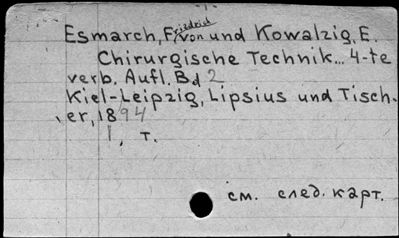 Esmarch, Friedrich von und Kowalzig, E.
Chirurgische Technik... 4-te
verb. Aufl. Bd 2
Kiel-Leipzig, Lipsius und Tisch-
er, 1894
1, т.
см. след. карт.